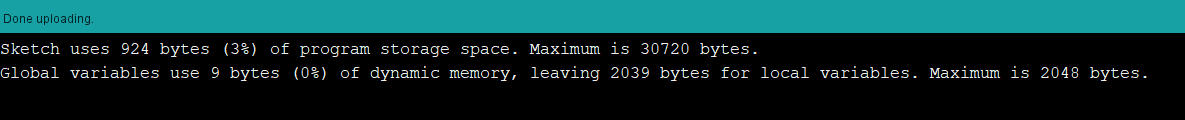 Done uploading.
Sketch uses 924 bytes (3%) of program storage space. Maximum is 30720 bytes.
Global variables use 9 bytes (0%) of dynamic memory, leaving 2039 bytes for local variables. Maximum is 2048 bytes.